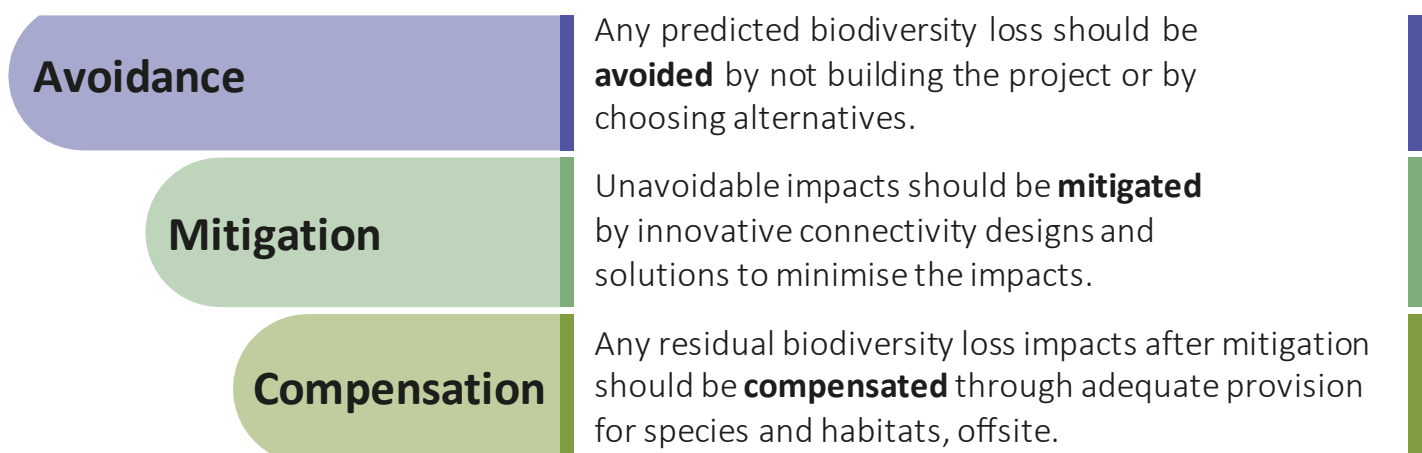 Avoidance
Any predicted biodiversity loss should be
avoided by not building the project or by
choosing alternatives.
Mitigation
Unavoidable impacts should be mitigated
by innovative connectivity designs and
solutions to minimise the impacts.
Compensation
Any residual biodiversity loss impacts after mitigation
should be compensated through adequate provision
for species and habitats, offsite.